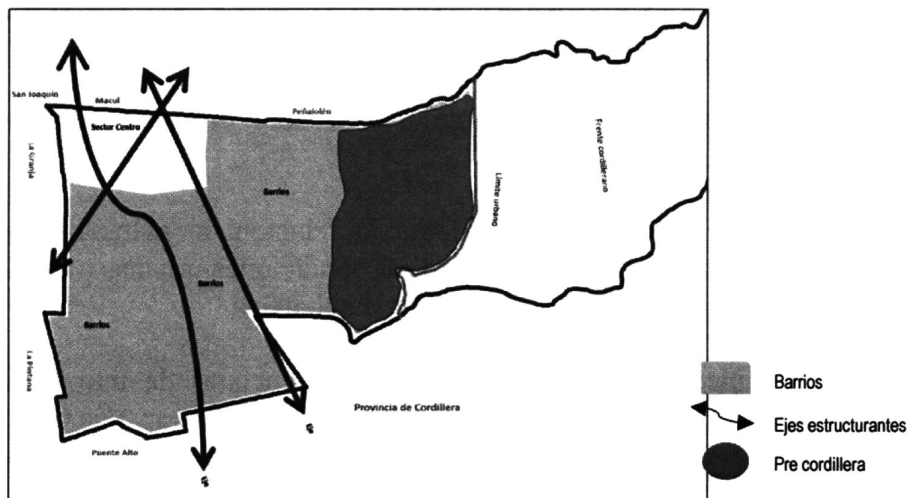 San Joaquín
Macul
Peñalolén
Sector Centro
La Granja
Frente cordillerano
Barrios
Límite urbano
Barrios
Barrios
La Pintana
Provincia de Cordillera
Puente Alto
Barrios
Ejes estructurantes
Pre cordillera